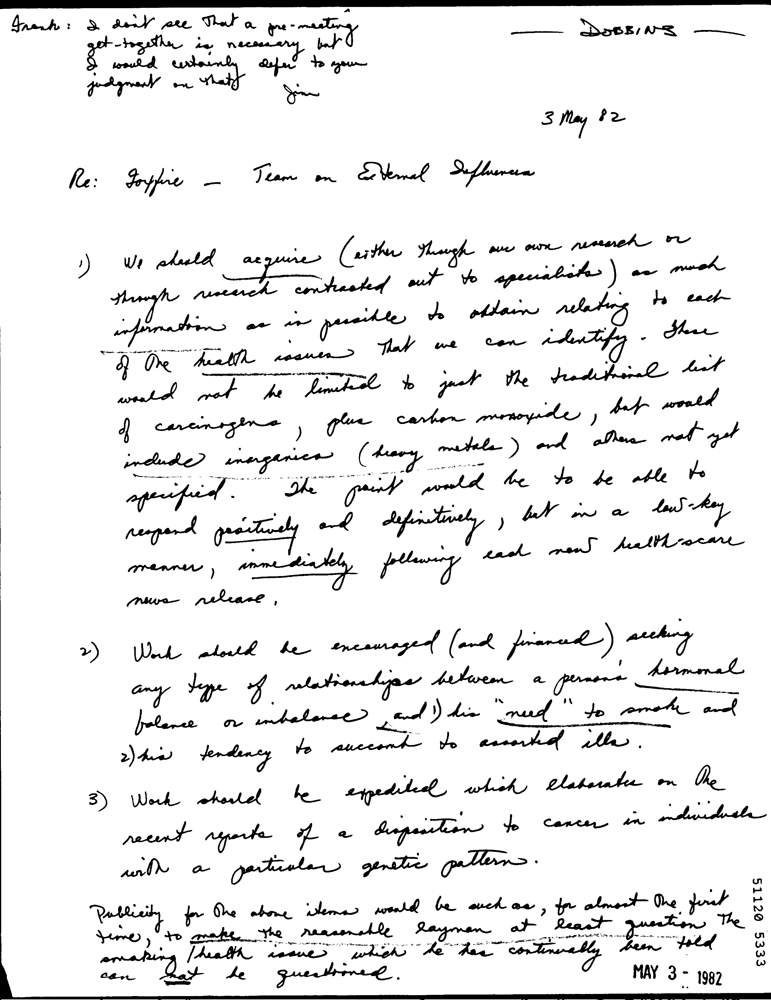 Frank: I don't see that a pre-meeting
get-together is necessary but
I would certainly defer to your
judgment on that
Jim
— DOBBINS —
3 May 82
Re: Foxfire — Team on External Influences
1) We should acquire (either through our own research or
through research contracted out to specialists) as much
information as is possible to obtain relating to each
of the health issues that we can identify. These
would not be limited to just the traditional list
of carcinogens, plus carbon monoxide, but would
include inorganics (heavy metals) and others not yet
specified. The point would be to be able to
respond positively and definitively, but in a low-key
manner, immediately following each new health-scare
news release.
2) Work should be encouraged (and financed) seeking
any type of relationships between a person's hormonal
balance or imbalance, and 1) his "need" to smoke and
2) his tendency to succomb to assorted ills.
3) Work should be expedited which elaborates on the
recent reports of a disposition to cancer in individuals
with a particular genetic pattern.
Publicity for the above items would be such as, for almost the first
time, to make the reasonable layman at least question the
smoking/health issue which he has continually been told
can not be questioned.
MAY 3 - 1982
51120 5333